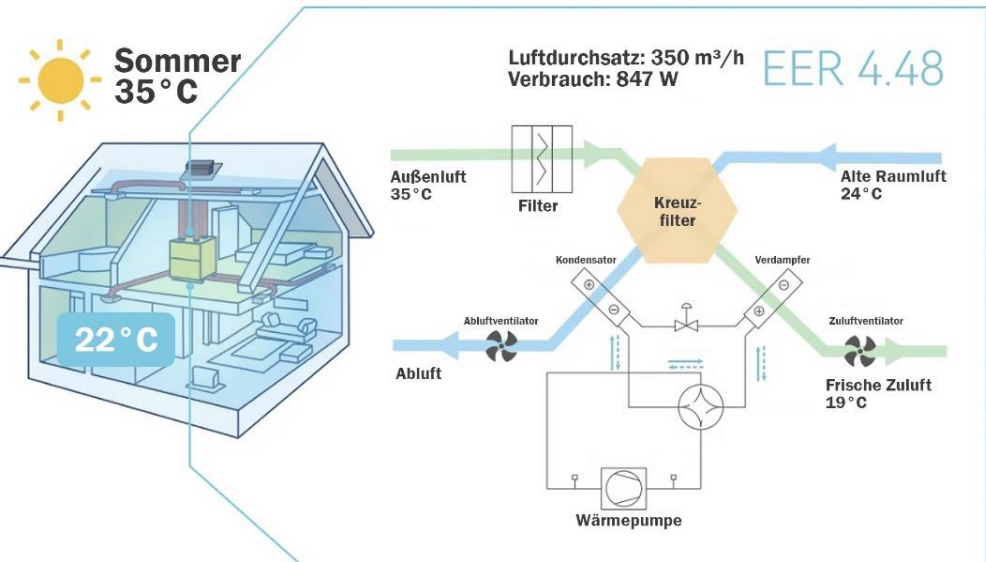 Sommer
35°C
Luftdurchsatz: 350 m³/h
Verbrauch: 847 W
EER 4.48
Außenluft
35°C
Filter
Kreuz-
filter
Alte Raumluft
24°C
Kondensator
Verdampfer
22°C
Abluftventilator
Abluft
Zuluftventilator
Frische Zuluft
19°C
Wärmepumpe